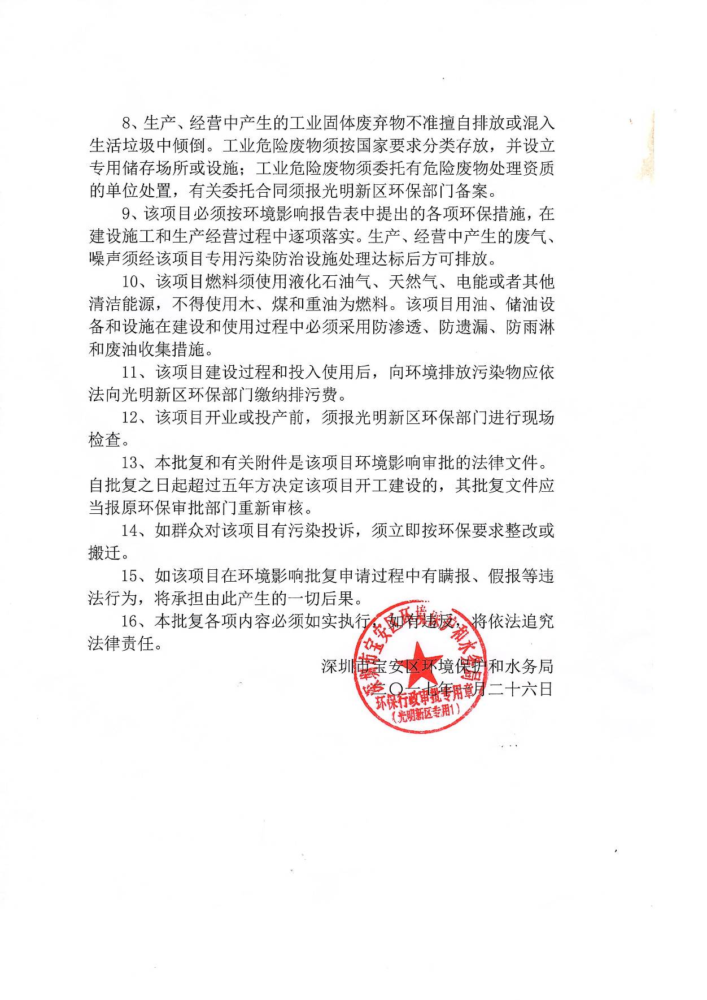 8、生产、经营中产生的工业固体废弃物不准擅自排放或混入
生活垃圾中倾倒。工业危险废物须按国家要求分类存放，并设立
专用储存场所或设施；工业危险废物须委托有危险废物处理资质
的单位处置，有关委托合同须报光明新区环保部门备案。
9、该项目必须按环境影响报告表中提出的各项环保措施，在
建设施工和生产经营过程中逐项落实。生产、经营中产生的废气、
噪声须经该项目专用污染防治设施处理达标后方可排放。
10、该项目燃料须使用液化石油气、天然气、电能或者其他
清洁能源，不得使用木、煤和重油为燃料。该项目用油、储油设
备和设施在建设和使用过程中必须采用防渗透、防遗漏、防雨淋
和废油收集措施。
11、该项目建设过程和投入使用后，向环境排放污染物应依
法向光明新区环保部门缴纳排污费。
12、该项目开业或投产前，须报光明新区环保部门进行现场
检查。
13、本批复和有关附件是该项目环境影响审批的法律文件。
自批复之日起超过五年方决定该项目开工建设的，其批复文件应
当报原环保审批部门重新审核。
14、如群众对该项目有污染投诉，须立即按环保要求整改或
搬迁。
15、如该项目在环境影响批复申请过程中有瞒报、假报等违
法行为，将承担由此产生的一切后果。
16、本批复各项内容必须如实执行，如有违反，将依法追究
法律责任。
深圳市宝安区环境保护和水务局
二〇一七年一月二十六日
深圳市宝安区环境保护和水务局
环保行政审批专用章
（光明新区专用1）